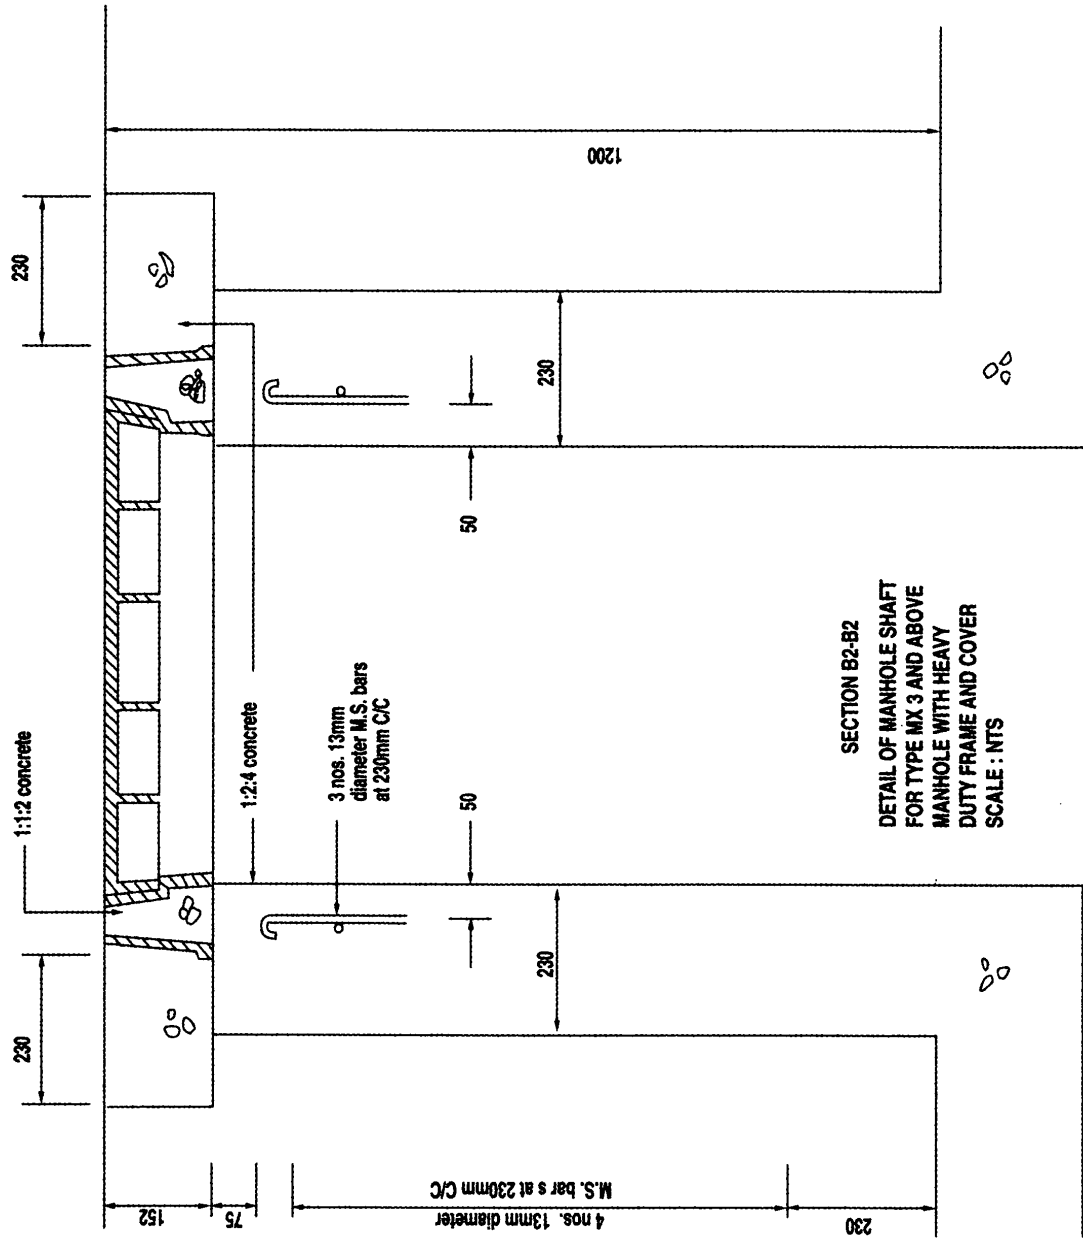 1:1:2 concrete
230
230
152
75
4 nos. 13mm diameter
M.S. bar s at 230mm C/C
230
1:2:4 concrete
3 nos. 13mm
diameter M.S. bars
at 230mm C/C
50
50
230
230
1200
SECTION B2-B2
DETAIL OF MANHOLE SHAFT
FOR TYPE MX 3 AND ABOVE
MANHOLE WITH HEAVY
DUTY FRAME AND COVER
SCALE : NTS